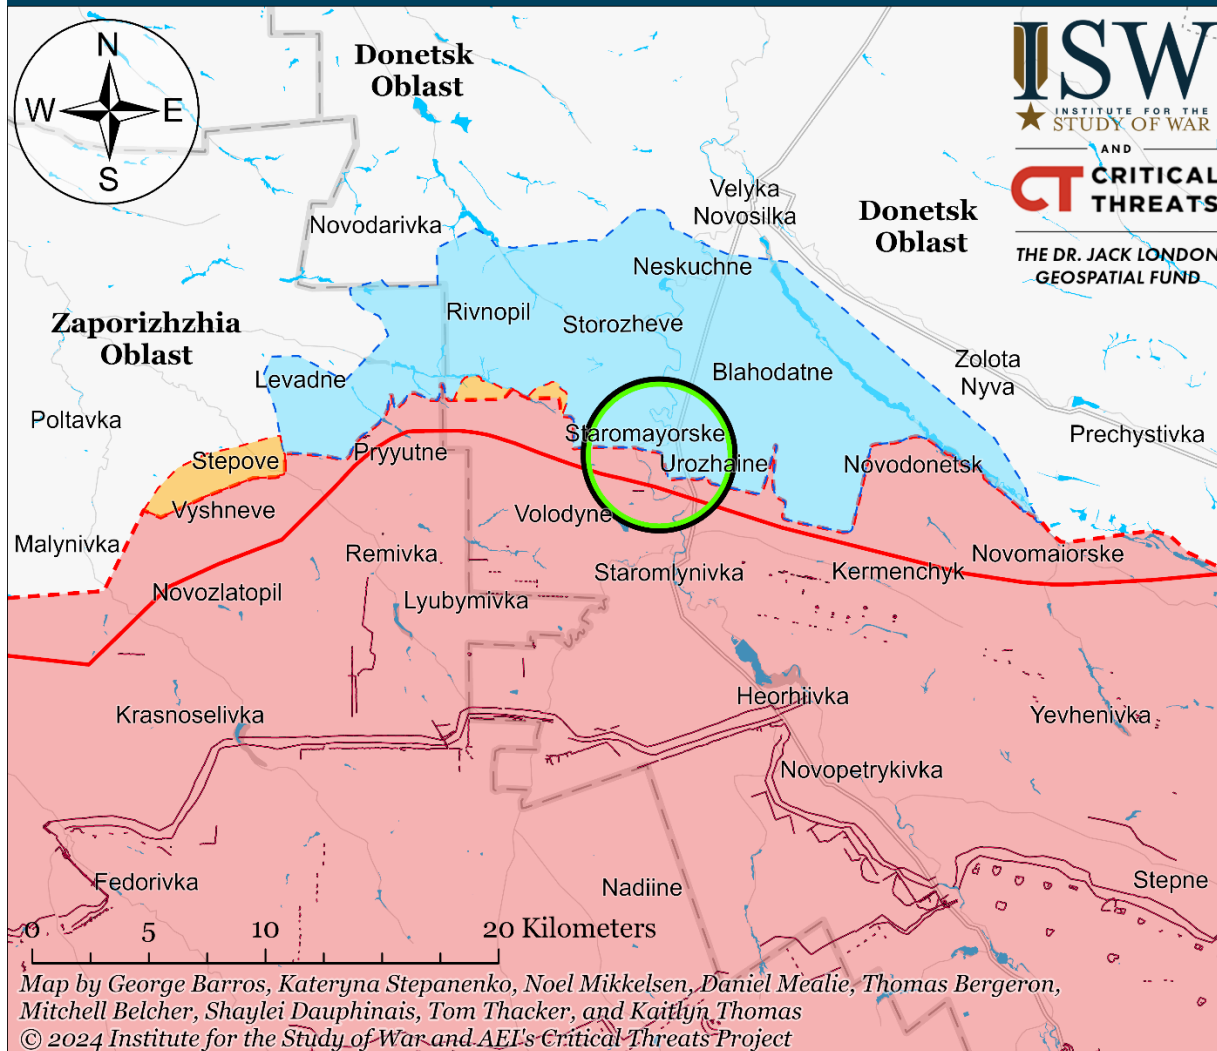 N
W
E
S
Donetsk
Oblast
ISW
INSTITUTE FOR THE
STUDY OF WAR
AND
CT CRITICAL
THREATS
THE DR. JACK LONDON
GEOSPATIAL FUND
Velyka
Novosilka
Donetsk
Oblast
Novodarivka
Neskuchne
Rivnopil
Storozheve
Zaporizhzhia
Oblast
Levadne
Blahodatne
Zolota
Nyva
Poltavka
Staromayorske
Prechystivka
Stepove
Pryyutne
Urozhaine
Novodonetsk
Vyshneve
Volodyne
Malynivka
Remivka
Novomaiorske
Staromlynivka
Kermenchyk
Novozlatopil
Lyubymivka
Heorhiivka
Krasnoselivka
Yevhenivka
Novopetrykivka
Fedorivka
Nadiine
Stepne
0 5 10 20 Kilometers
Map by George Barros, Kateryna Stepanenko, Noel Mikkelsen, Daniel Mealie, Thomas Bergeron,
Mitchell Belcher, Shaylei Dauphinais, Tom Thacker, and Kaitlyn Thomas
© 2024 Institute for the Study of War and AEI's Critical Threats Project